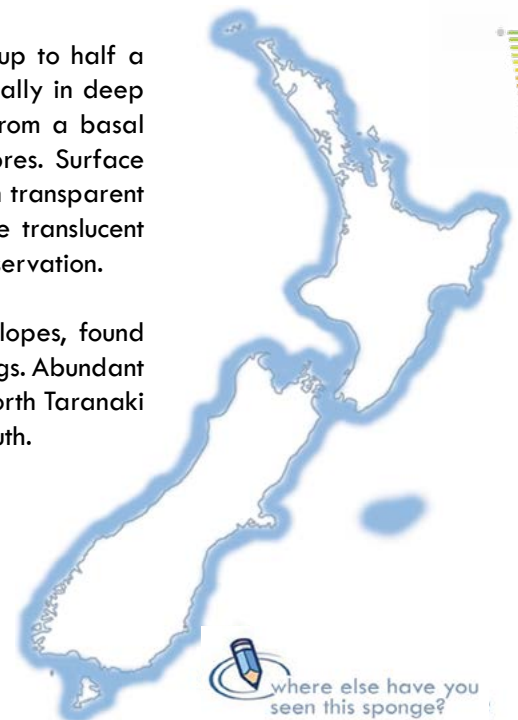 up to half a
ally in deep
rom a basal
ores. Surface
transparent
e translucent
servation.
lopes, found
gs. Abundant
orth Taranaki
uth.
where else have you
seen this sponge?